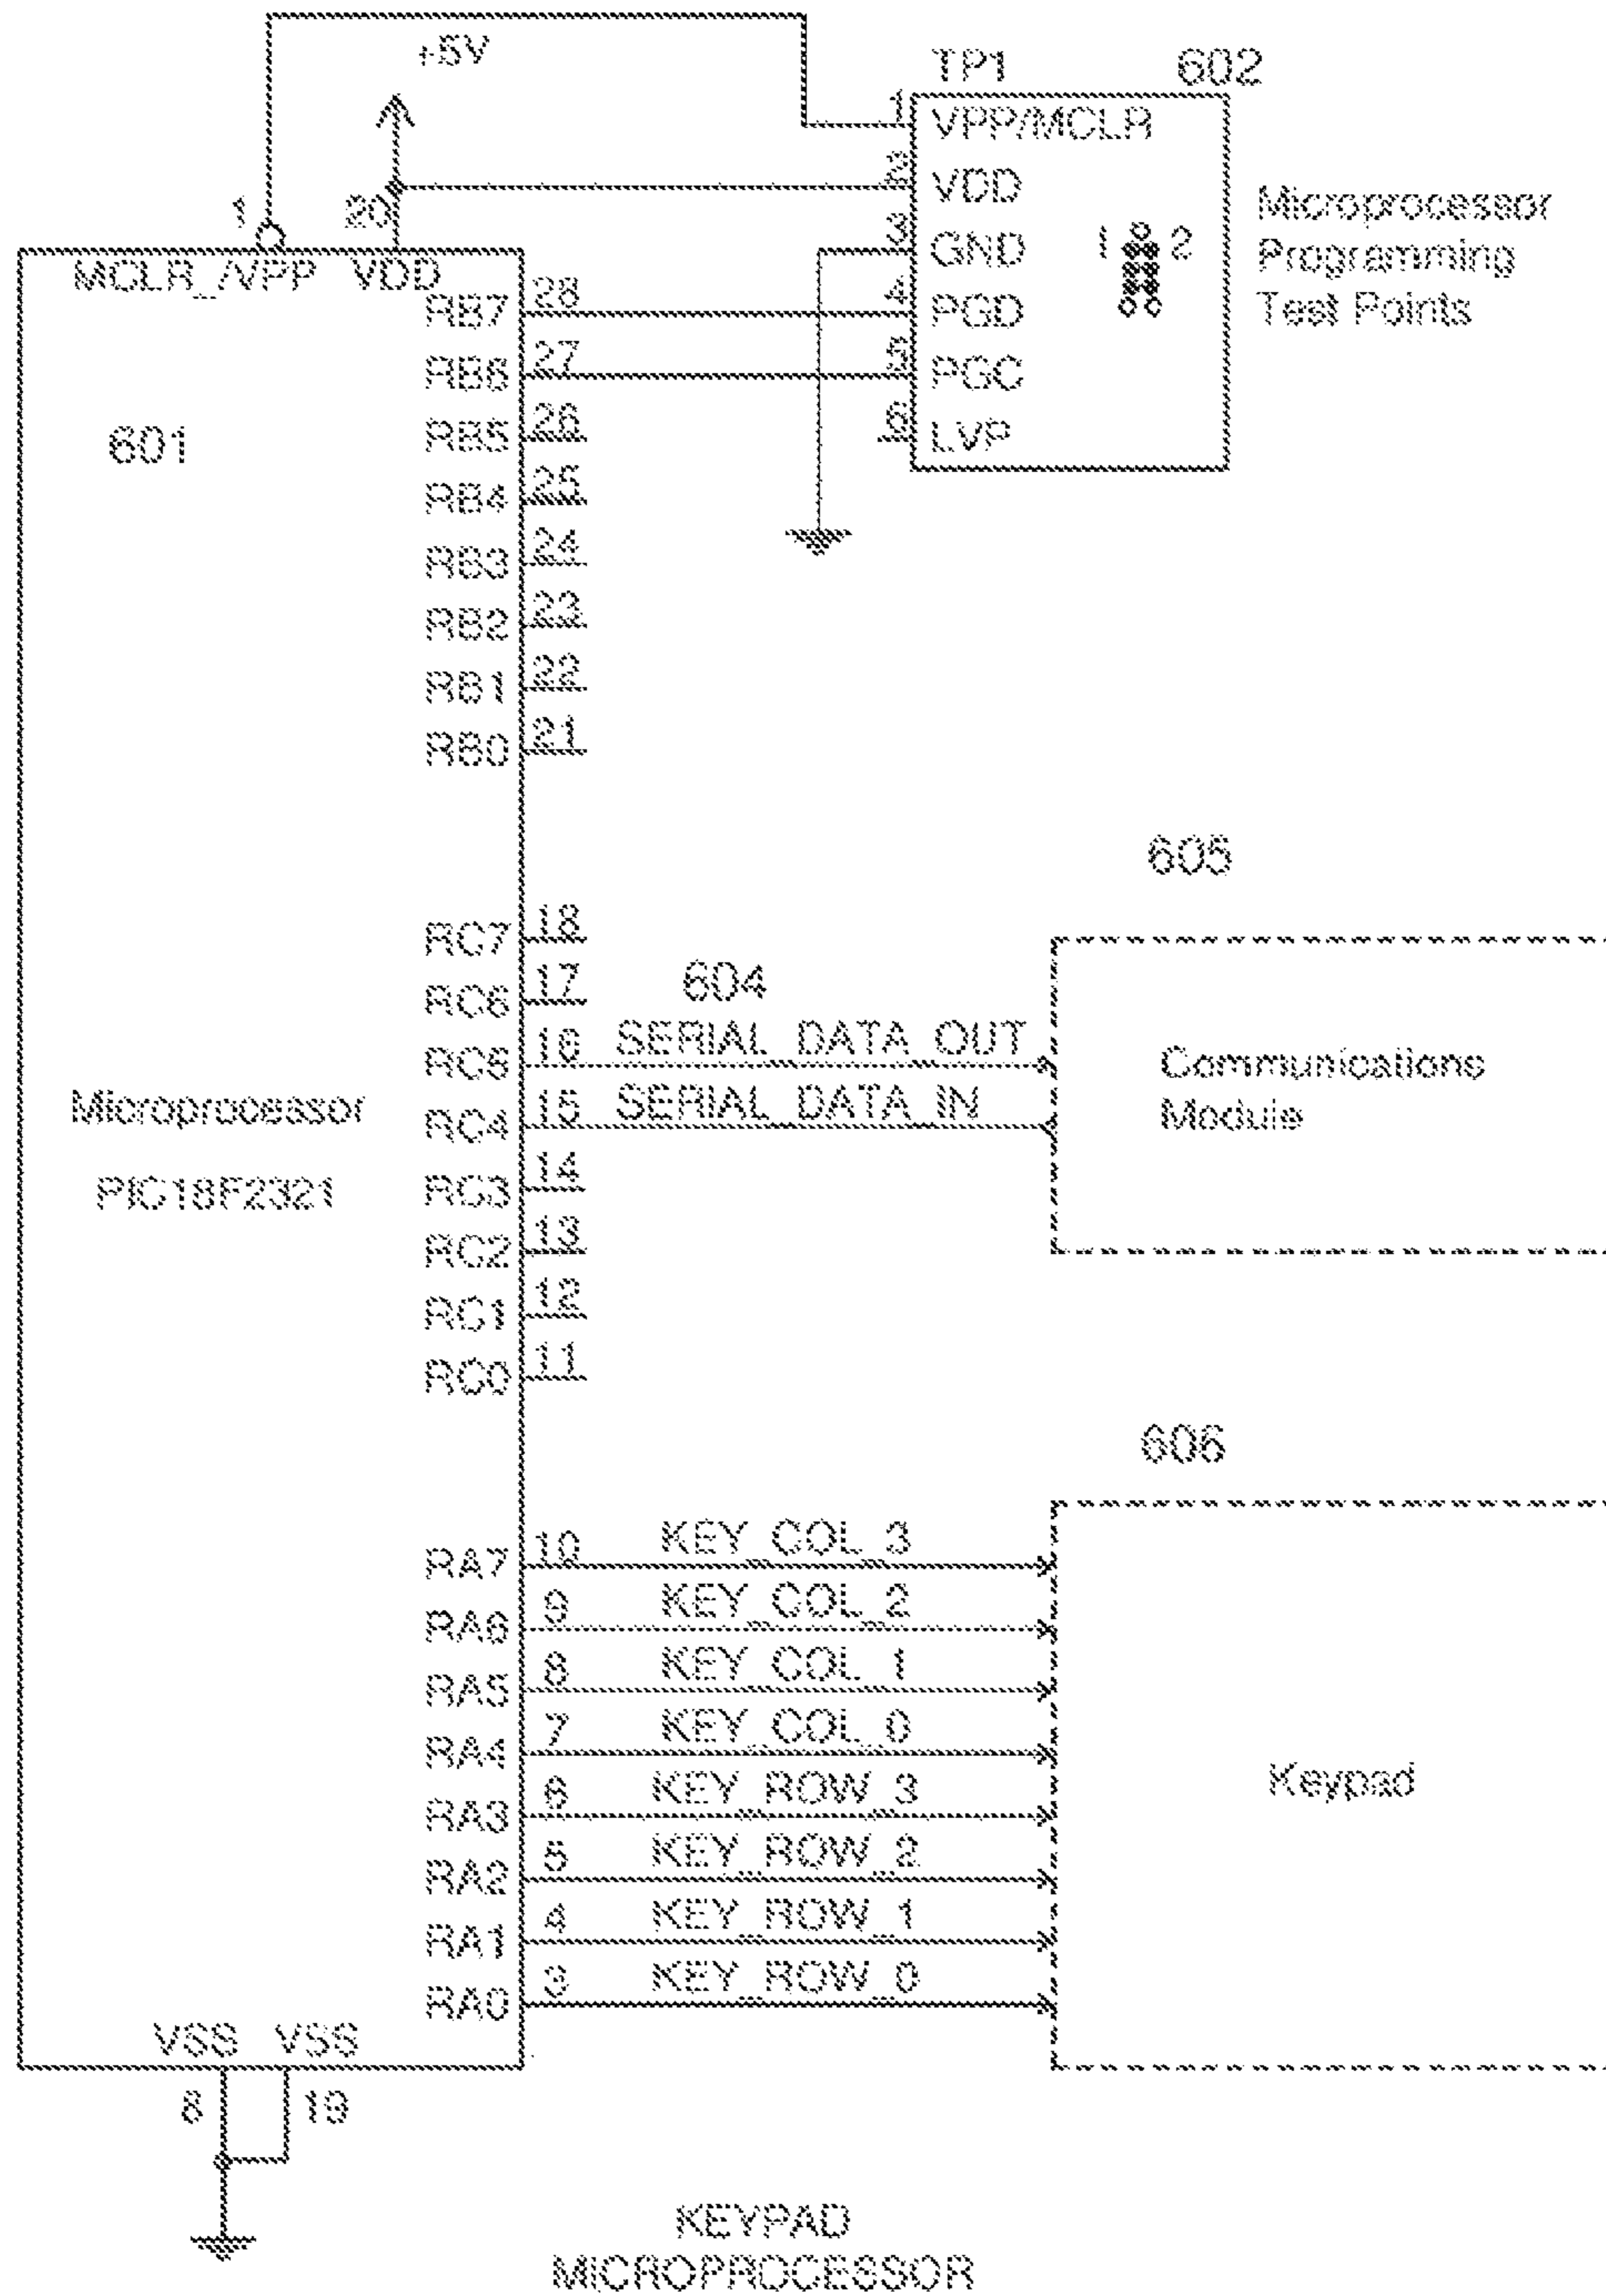 +5V
TP1
602
1
VPP/MCLR
2
VDD
3
GND
4
PGD
5
PGC
6
LVP
1
2
Microprocessor
Programming
Test Points
1
20
MCLR_/VPP
VDD
601
RB7
28
RB6
27
RB5
26
RB4
25
RB3
24
RB2
23
RB1
22
RB0
21
Microprocessor
PIC18F2321
RC7
18
RC6
17
RC5
16
RC4
15
RC3
14
RC2
13
RC1
12
RC0
11
604
SERIAL_DATA_OUT
SERIAL_DATA_IN
605
Communications
Module
606
RA7
10
KEY_COL_3
RA6
9
KEY_COL_2
RA5
8
KEY_COL_1
RA4
7
KEY_COL_0
RA3
6
KEY_ROW_3
RA2
5
KEY_ROW_2
RA1
4
KEY_ROW_1
RA0
3
KEY_ROW_0
Keypad
VSS
VSS
8
19
KEYPAD
MICROPROCESSOR